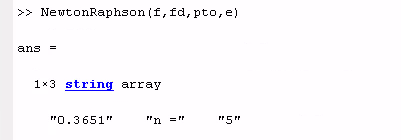 >> NewtonRaphson(f,fd,pto,e)
ans =
1×3 string array
"0.3651" "n =" "5"